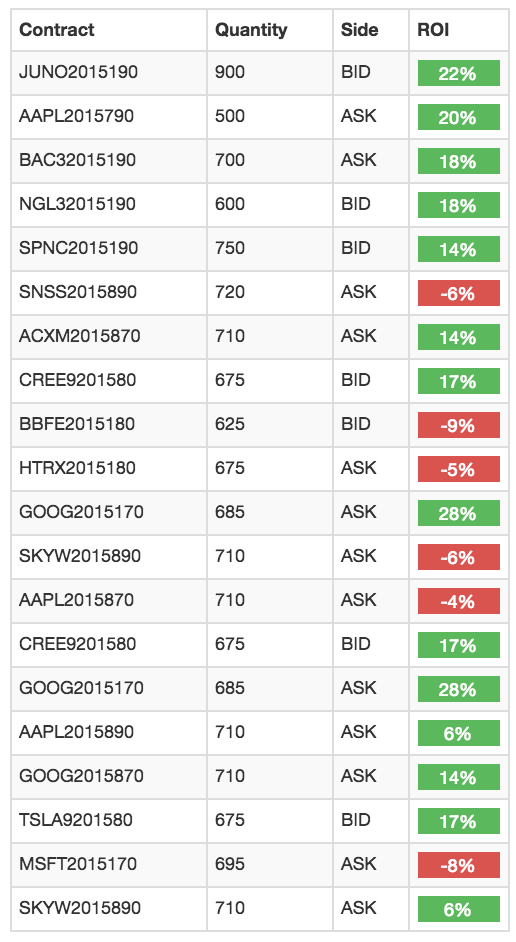 Contract Quantity Side ROI
JUNO2015190 900 BID 22%
AAPL2015790 500 ASK 20%
BAC32015190 700 ASK 18%
NGL32015190 600 BID 18%
SPNC2015190 750 BID 14%
SNSS2015890 720 ASK -6%
ACXM2015870 710 ASK 14%
CREE9201580 675 BID 17%
BBFE2015180 625 BID -9%
HTRX2015180 675 ASK -5%
GOOG2015170 685 ASK 28%
SKYW2015890 710 ASK -6%
AAPL2015870 710 ASK -4%
CREE9201580 675 BID 17%
GOOG2015170 685 ASK 28%
AAPL2015890 710 ASK 6%
GOOG2015870 710 ASK 14%
TSLA9201580 675 BID 17%
MSFT2015170 695 ASK -8%
SKYW2015890 710 ASK 6%